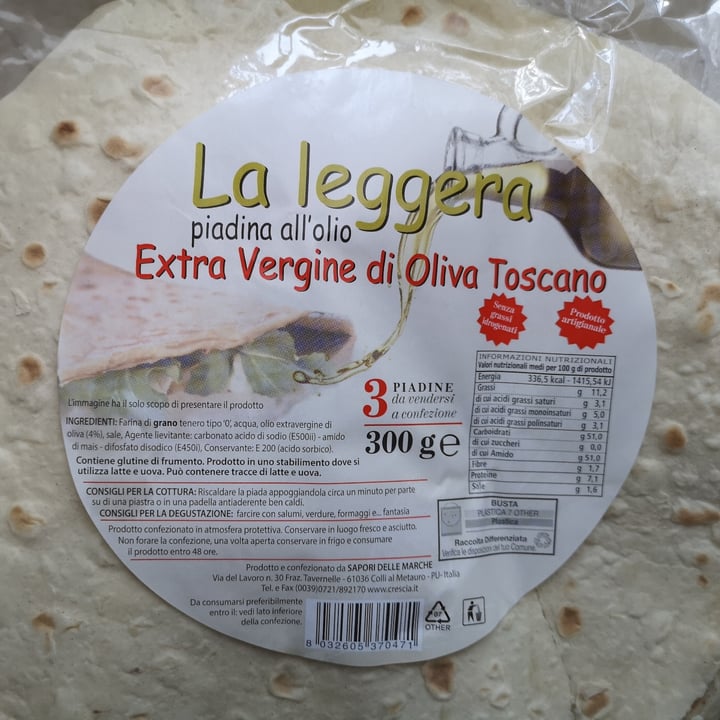 La leggera
piadina all'olio
Extra Vergine di Oliva Toscano
Senza
grassi
idrogenati
Prodotto
artigianale
L'immagine ha il solo scopo di presentare il prodotto
3 PIADINE
da vendersi
a confezione
300 g e
INGREDIENTI: Farina di grano tenero tipo '0', acqua, olio extravergine di
oliva (4%), sale, Agente lievitante: carbonato acido di sodio (E500ii) - amido
di mais - difosfato disodico (E450i), Conservante: E 200 (acido sorbico).
Contiene glutine di frumento. Prodotto in uno stabilimento dove si
utilizza latte e uova. Può contenere tracce di latte e uova.
CONSIGLI PER LA COTTURA: Riscaldare la piada appoggiandola circa un minuto per parte
su di una piastra o in una padella antiaderente ben caldi.
CONSIGLI PER LA DEGUSTAZIONE: farcire con salumi, verdure, formaggi e.. fantasia
Prodotto confezionato in atmosfera protettiva. Conservare in luogo fresco e asciutto.
Non forare la confezione, una volta aperta conservare in frigo e consumare
il prodotto entro 48 ore.
INFORMAZIONI NUTRIZIONALI
Valori nutrizionali medi per 100 g di prodotto
Energia 336,5 kcal - 1415,54 kJ
Grassi g 11,2
di cui acidi grassi saturi g 3,1
di cui acidi grassi monoinsaturi g 5,0
di cui acidi grassi polinsaturi g 3,1
Carboidrati g 51,0
di cui zuccheri g 0,0
di cui Amido g 51,0
Fibre g 1,7
Proteine g 7,1
Sale g 1,6
BUSTA
PLASTICA 7 OTHER
Plastica
Raccolta Differenziata
Verifica le disposizioni del tuo Comune
Prodotto e confezionato da SAPORI DELLE MARCHE
Via del Lavoro n. 30 Fraz. Tavernelle - 61036 Colli al Metauro - PU- Italia
Tel. e Fax (0039)0721/892170 www.crescia.it
Da consumarsi preferibilmente
entro il: vedi lato inferiore
della confezione.
8 032605 370471
07
OTHER